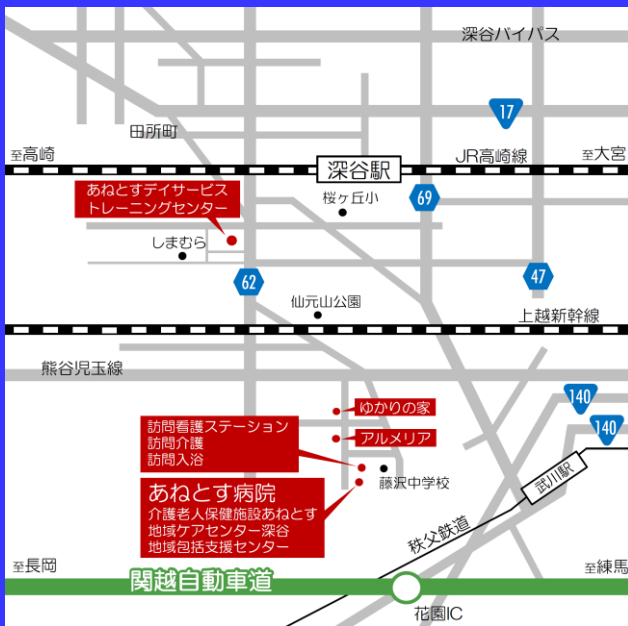 深谷バイパス
17
田所町
至高崎
深谷駅
JR高崎線
至大宮
あねとすデイサービス
トレーニングセンター
桜ヶ丘小
69
しまむら
62
47
仙元山公園
上越新幹線
熊谷児玉線
140
140
ゆかりの家
アルメリア
訪問看護ステーション
訪問介護
訪問入浴
藤沢中学校
武川駅
あねとす病院
介護老人保健施設あねとす
地域ケアセンター深谷
地域包括支援センター
秩父鉄道
至長岡
関越自動車道
至練馬
花園IC